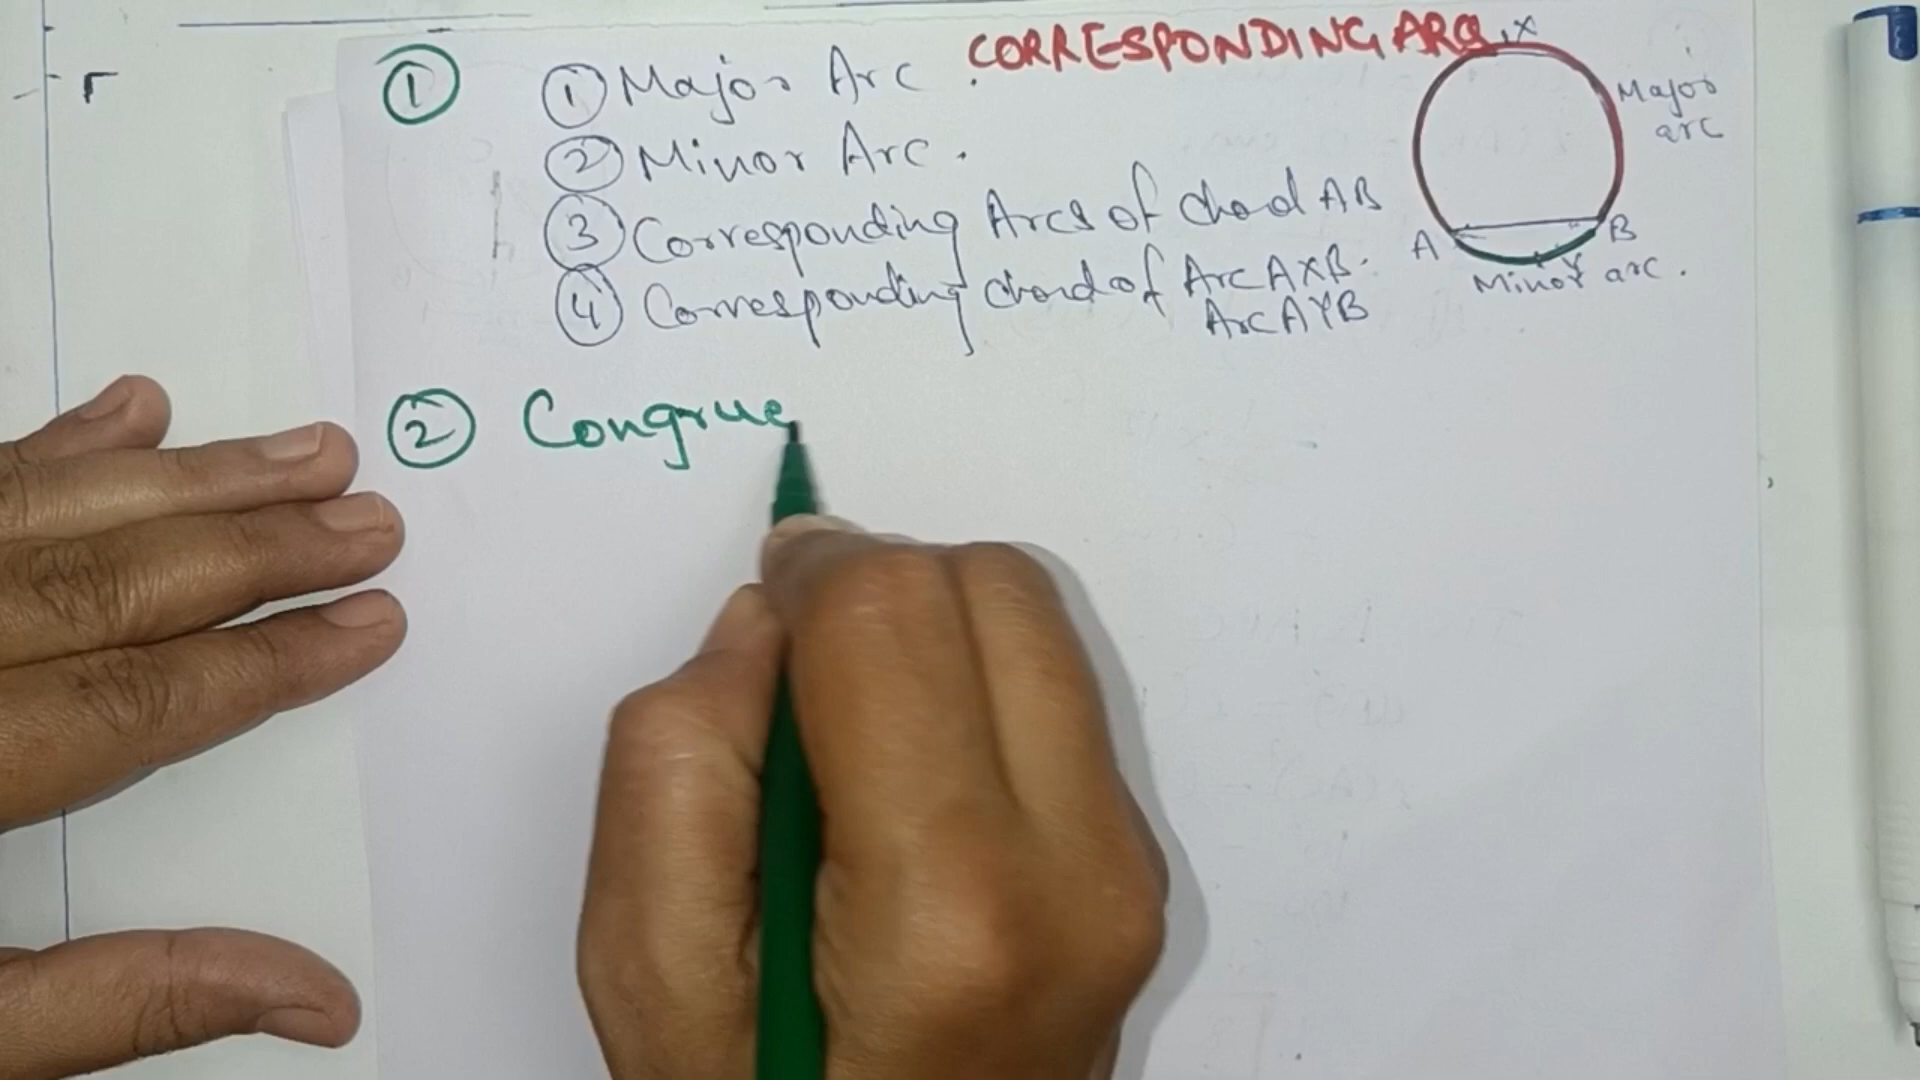 CORRESPONDING ARC
① ① Major Arc.
② Minor Arc.
③ Corresponding Arcs of Chord AB
④ Corresponding chord of Arc AXB.
Arc AYB
X
Major
arc
A B
Y
Minor arc.
② Congrue
r